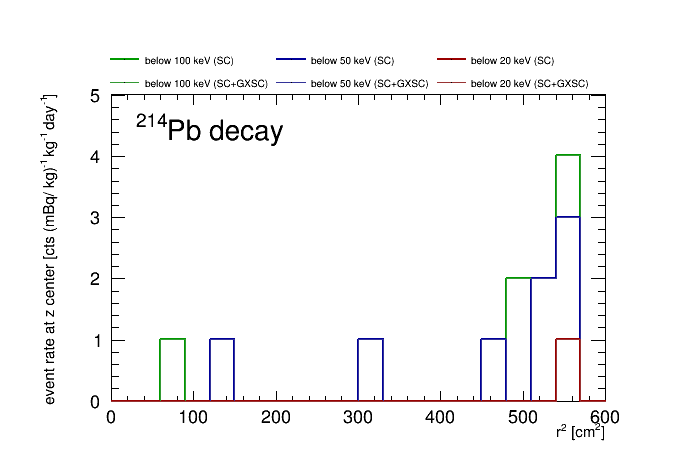 below 100 keV (SC) below 50 keV (SC) below 20 keV (SC)
below 100 keV (SC+GXSC) below 50 keV (SC+GXSC) below 20 keV (SC+GXSC)
event rate at z center [cts (mBq/ kg)⁻¹ kg⁻¹ day⁻¹]
²¹⁴Pb decay
5
4
3
2
1
0
0 100 200 300 400 500 600
r² [cm²]